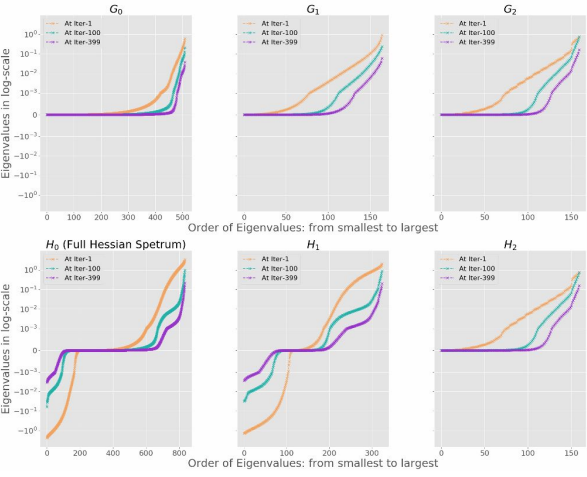 G0 G1 G2
At Iter-1 At Iter-1 At Iter-1
At Iter-100 At Iter-100 At Iter-100
At Iter-399 At Iter-399 At Iter-399
Eigenvalues in log-scale
10^0
10^-1
10^-2
10^-3
0
−10^-3
−10^-2
−10^-1
−10^0
0 100 200 300 400 500 0 50 100 150 0 50 100 150
Order of Eigenvalues: from smallest to largest
H0 (Full Hessian Spetrum) H1 H2
At Iter-1 At Iter-1 At Iter-1
At Iter-100 At Iter-100 At Iter-100
At Iter-399 At Iter-399 At Iter-399
Eigenvalues in log-scale
10^0
10^-1
10^-2
10^-3
0
−10^-3
−10^-2
−10^-1
−10^0
0 200 400 600 800 0 100 200 300 0 50 100 150
Order of Eigenvalues: from smallest to largest